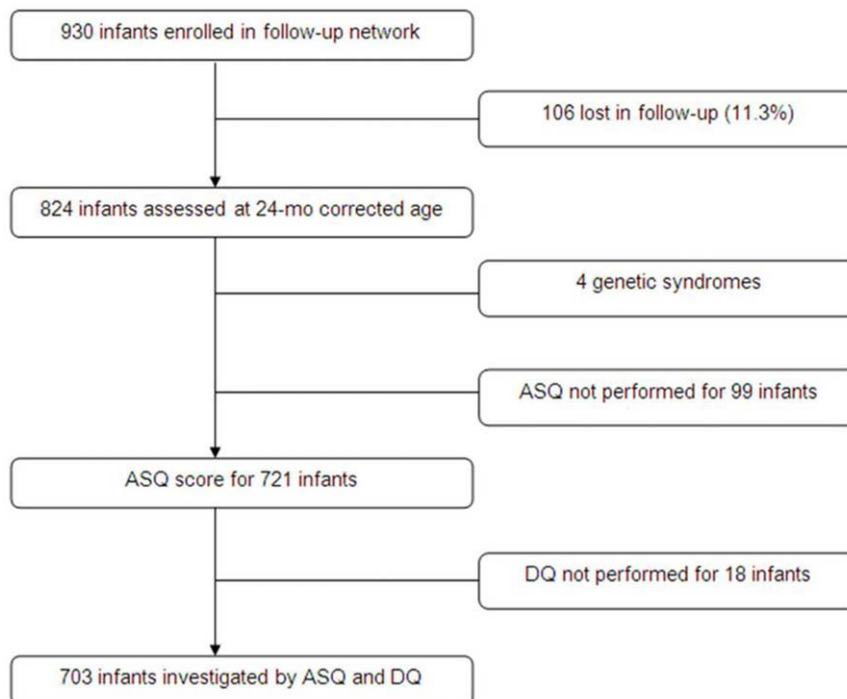 930 infants enrolled in follow-up network
106 lost in follow-up (11.3%)
824 infants assessed at 24-mo corrected age
4 genetic syndromes
ASQ not performed for 99 infants
ASQ score for 721 infants
DQ not performed for 18 infants
703 infants investigated by ASQ and DQ